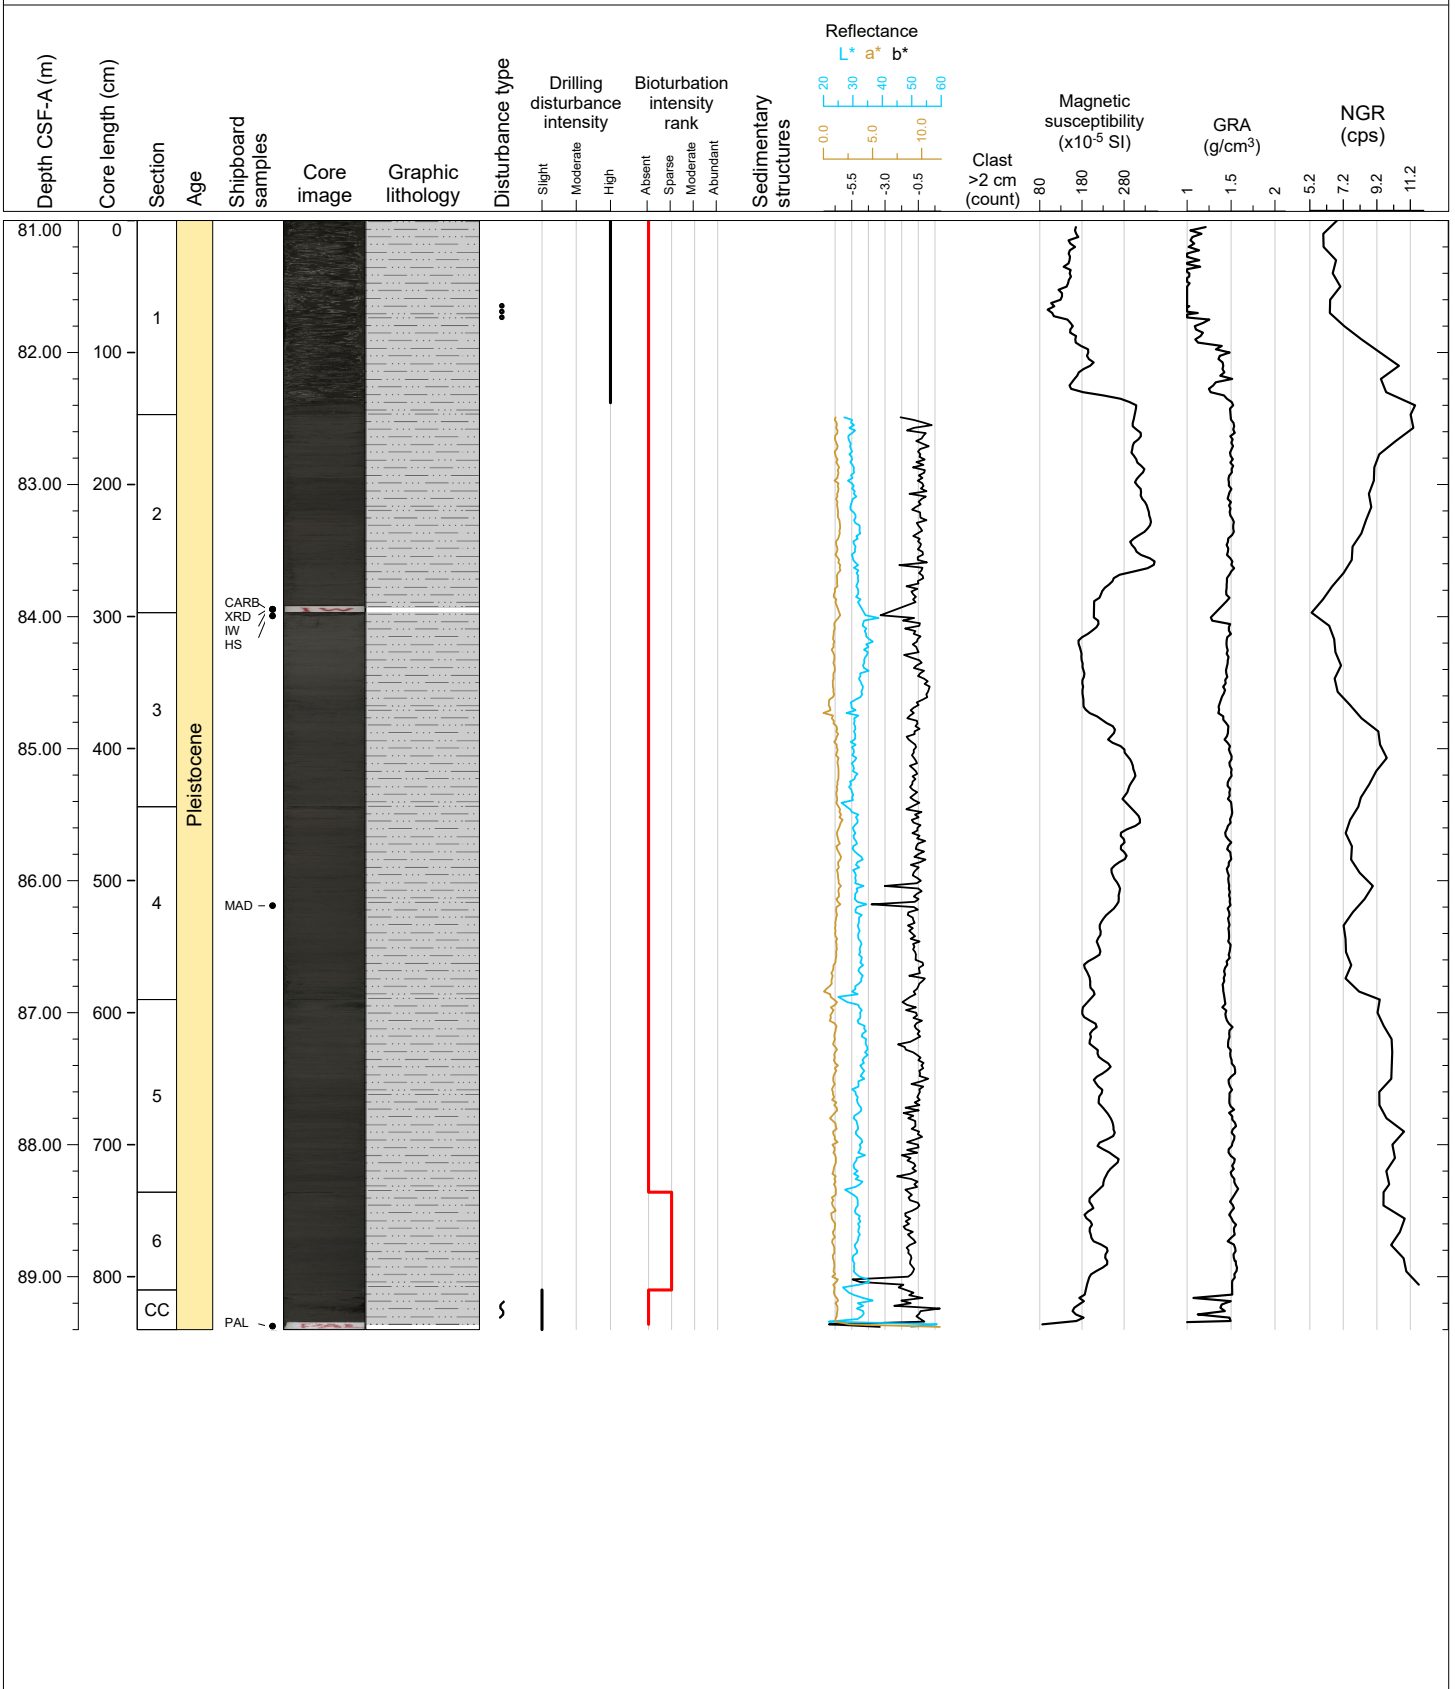 Depth CSF-A (m)
Core length (cm)
Section
Age
Shipboard
samples
Core
image
Graphic
lithology
Disturbance type
Drilling
disturbance
intensity
Slight
Moderate
High
Bioturbation
intensity
rank
Absent
Sparse
Moderate
Abundant
Sedimentary
structures
Reflectance
L* a* b*
20 30 40 50 60
0.0 5.0 10.0
-5.5 -3.0 -0.5
Clast
>2 cm
(count)
Magnetic
susceptibility
(x10-5 SI)
80 180 280
GRA
(g/cm3)
1 1.5 2
NGR
(cps)
5.2 7.2 9.2 11.2
81.00 0
1
82.00 100
83.00 200
2
CARB
84.00 300 XRD
IW
IW
HS
3
85.00 400
Pleistocene
86.00 500
4 MAD
87.00 600
5
88.00 700
6
89.00 800
CC
PAL
PAL